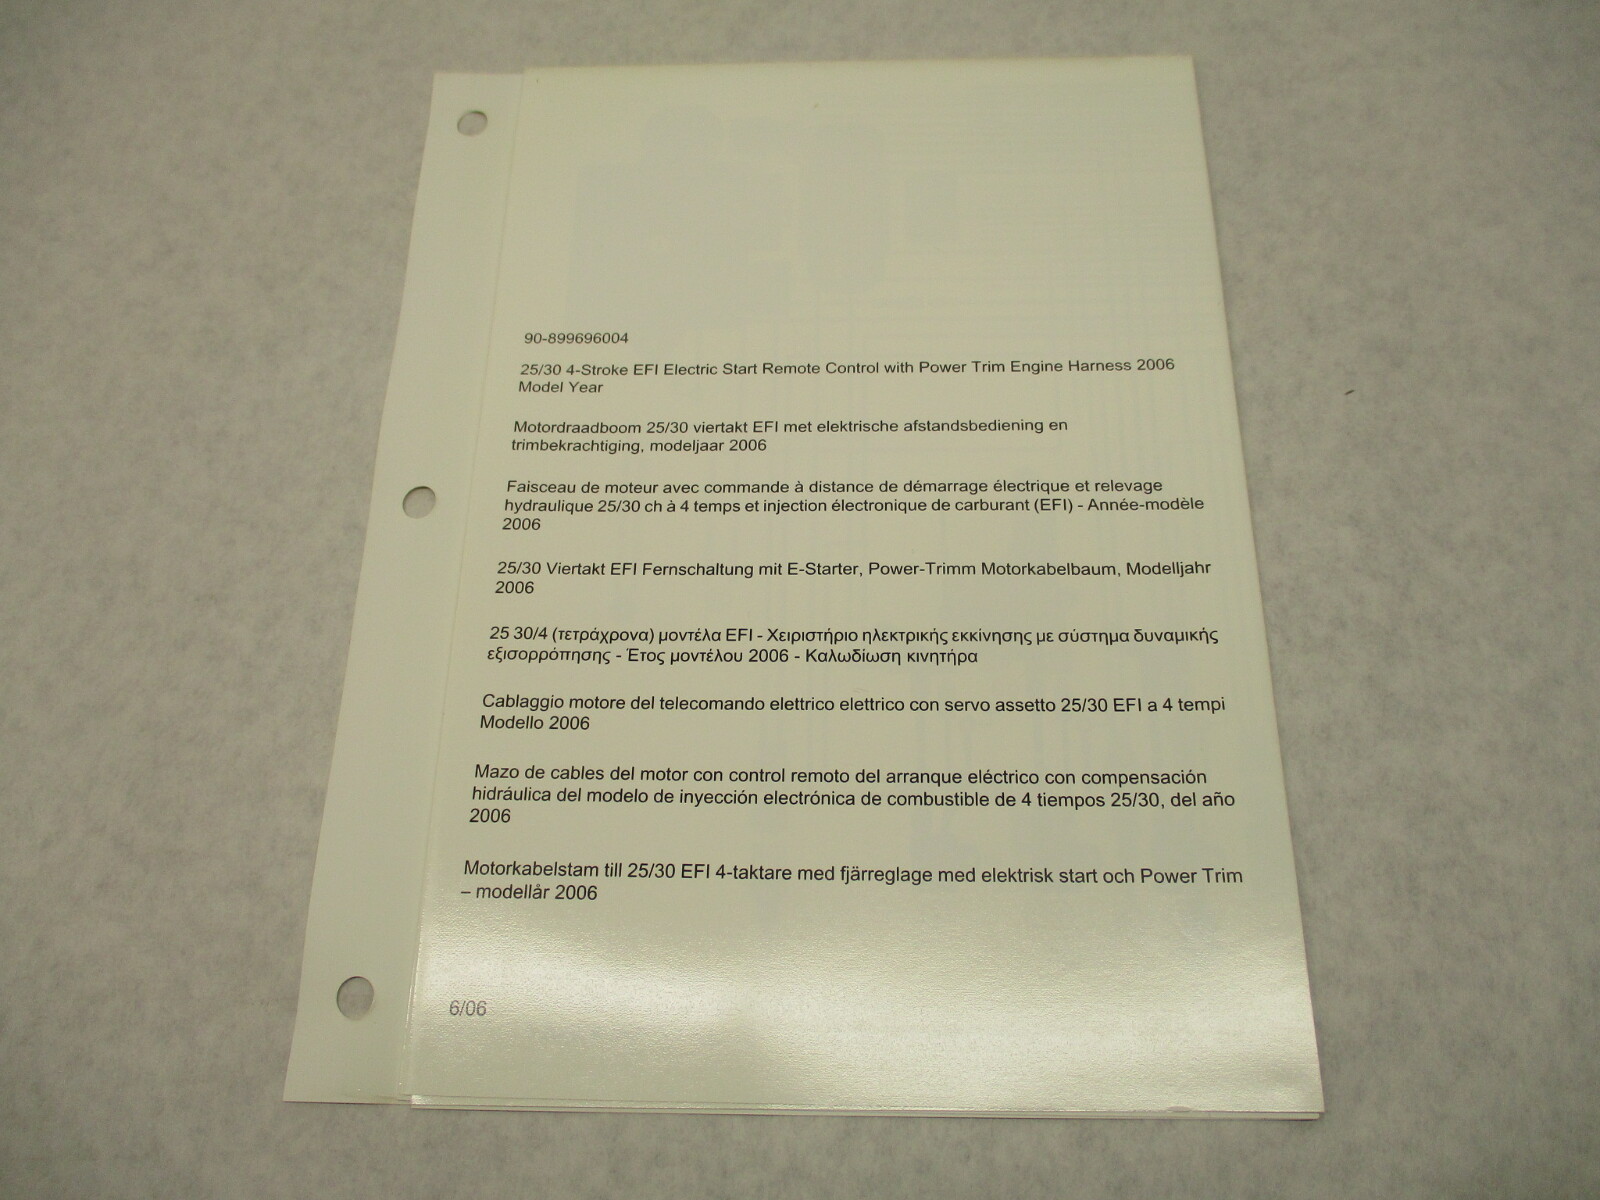 90-899696004
25/30 4-Stroke EFI Electric Start Remote Control with Power Trim Engine Harness 2006
Model Year
Motordraadboom 25/30 viertakt EFI met elektrische afstandsbediening en
trimbekrachtiging, modeljaar 2006
Faisceau de moteur avec commande à distance de démarrage électrique et relevage
hydraulique 25/30 ch à 4 temps et injection électronique de carburant (EFI) - Année-modèle
2006
25/30 Viertakt EFI Fernschaltung mit E-Starter, Power-Trimm Motorkabelbaum, Modelljahr
2006
25 30/4 (τετράχρονα) μοντέλα EFI - Χειριστήριο ηλεκτρικής εκκίνησης με σύστημα δυναμικής
εξισορρόπησης - Έτος μοντέλου 2006 - Καλωδίωση κινητήρα
Cablaggio motore del telecomando elettrico elettrico con servo assetto 25/30 EFI a 4 tempi
Modello 2006
Mazo de cables del motor con control remoto del arranque eléctrico con compensación
hidráulica del modelo de inyección electrónica de combustible de 4 tiempos 25/30, del año
2006
Motorkabelstam till 25/30 EFI 4-taktare med fjärreglage med elektrisk start och Power Trim
– modellår 2006
6/06